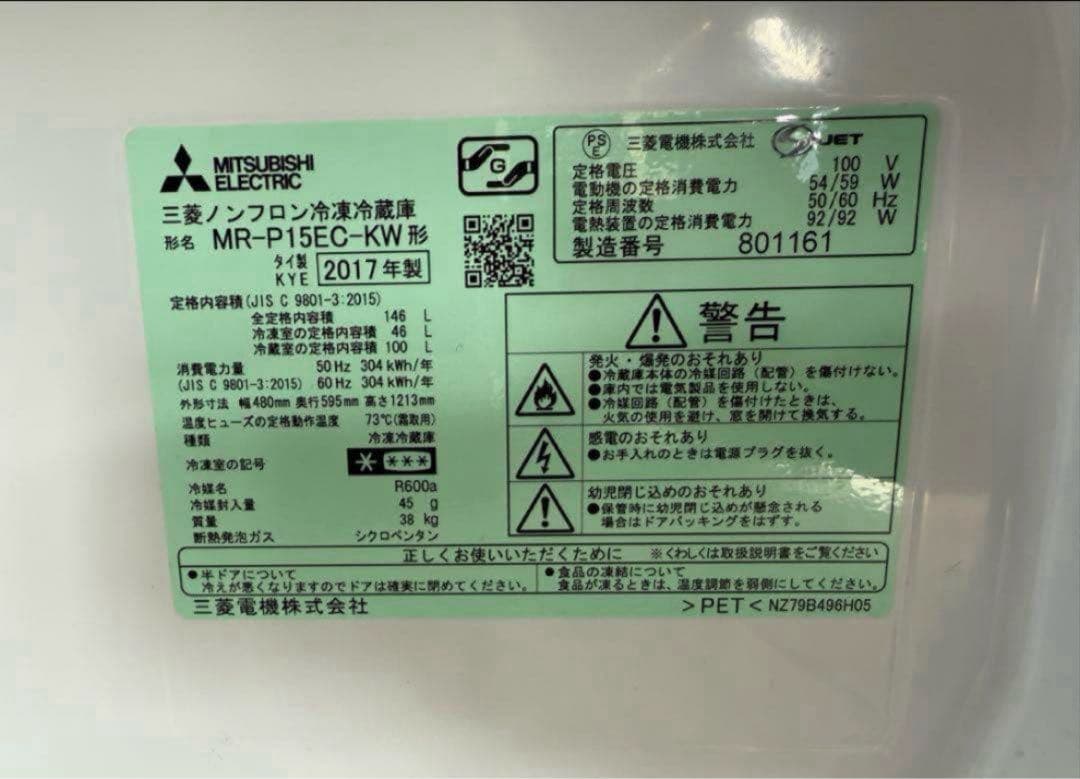 MITSUBISHI
ELECTRIC
三菱ノンフロン冷凍冷蔵庫
形名 MR-P15EC-KW形
タイ製
KYE 2017年製
定格内容積(JIS C 9801-3:2015)
全定格内容積 146 L
冷凍室の定格内容積 46 L
冷蔵室の定格内容積 100 L
消費電力量 50 Hz 304 kWh/年
(JIS C 9801-3:2015) 60 Hz 304 kWh/年
外形寸法 幅480mm 奥行595mm 高さ1213mm
温度ヒューズの定格動作温度 73℃(霜取用)
種類 冷凍冷蔵庫
冷凍室の記号 * ***
冷媒名 R600a
冷媒封入量 45 g
質量 38 kg
断熱発泡ガス シクロペンタン
G
PS
E 三菱電機株式会社 S JET
定格電圧 100 V
電動機の定格消費電力 54/59 W
定格周波数 50/60 Hz
電熱装置の定格消費電力 92/92 W
製造番号 801161
警告
発火・爆発のおそれあり
●冷蔵庫本体の冷媒回路（配管）を傷付けない。
●庫内では電気製品を使用しない。
●冷媒回路（配管）を傷付けたときは、
火気の使用を避け、窓を開けて換気する。
感電のおそれあり
●お手入れのときは電源プラグを抜く。
幼児閉じ込めのおそれあり
●保管時に幼児閉じ込めが懸念される
場合はドアパッキングをはずす。
正しくお使いいただくために ※くわしくは取扱説明書をご覧ください
●半ドアについて
冷えが悪くなりますのでドアは確実に閉めてください。
●食品の凍結について
食品が凍るときは、温度調節を弱側にしてください。
三菱電機株式会社 >PET< NZ79B496H05